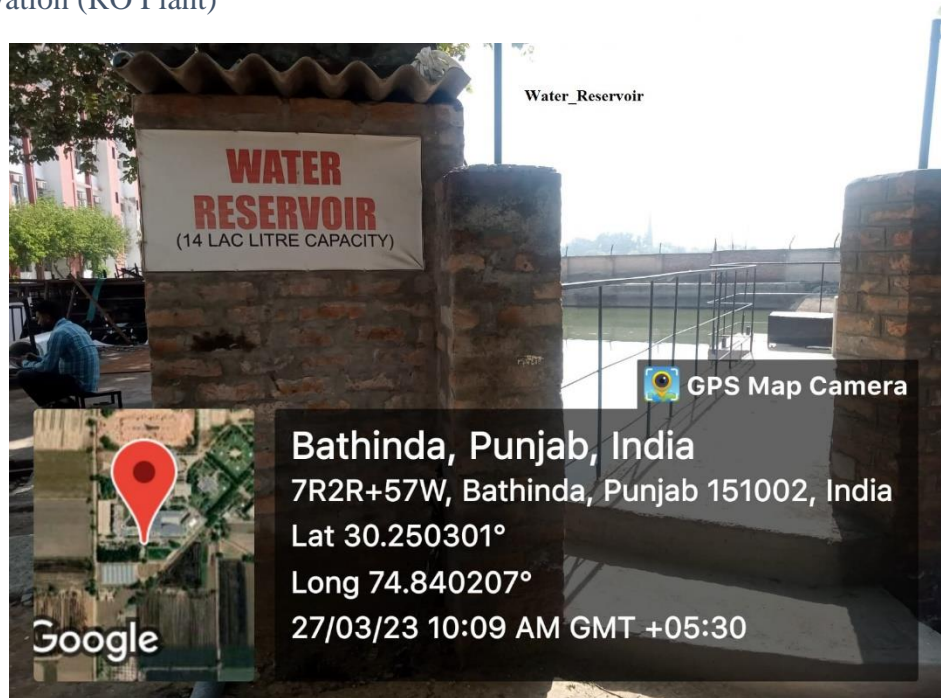 (RO Plant)
Water_Reservoir
WATER
RESERVOIR
(14 LAC LITRE CAPACITY)
GPS Map Camera
Bathinda, Punjab, India
7R2R+57W, Bathinda, Punjab 151002, India
Lat 30.250301°
Long 74.840207°
27/03/23 10:09 AM GMT +05:30
Google